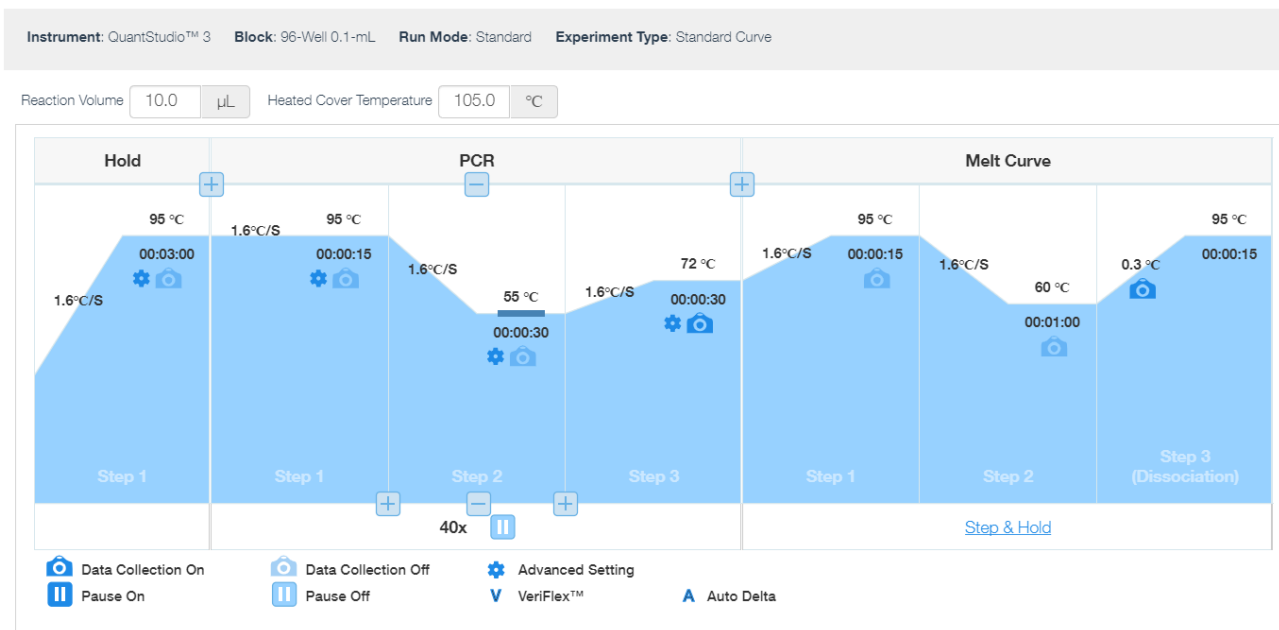 Instrument: QuantStudio™ 3 Block: 96-Well 0.1-mL Run Mode: Standard Experiment Type: Standard Curve
Reaction Volume 10.0 µL Heated Cover Temperature 105.0 °C
Hold PCR Melt Curve
95 °C 1.6°C/S 95 °C 95 °C 95 °C
00:03:00 00:00:15 1.6°C/S 00:00:15 00:00:15
1.6°C/S 1.6°C/S 72 °C 1.6°C/S 0.3 °C
1.6°C/S 55 °C 00:00:30 60 °C
00:00:30 00:01:00
Step 1 Step 1 Step 2 Step 3 Step 1 Step 2 Step 3
(Dissociation)
40x Step & Hold
Data Collection On Data Collection Off Advanced Setting
Pause On Pause Off V VeriFlex™ A Auto Delta